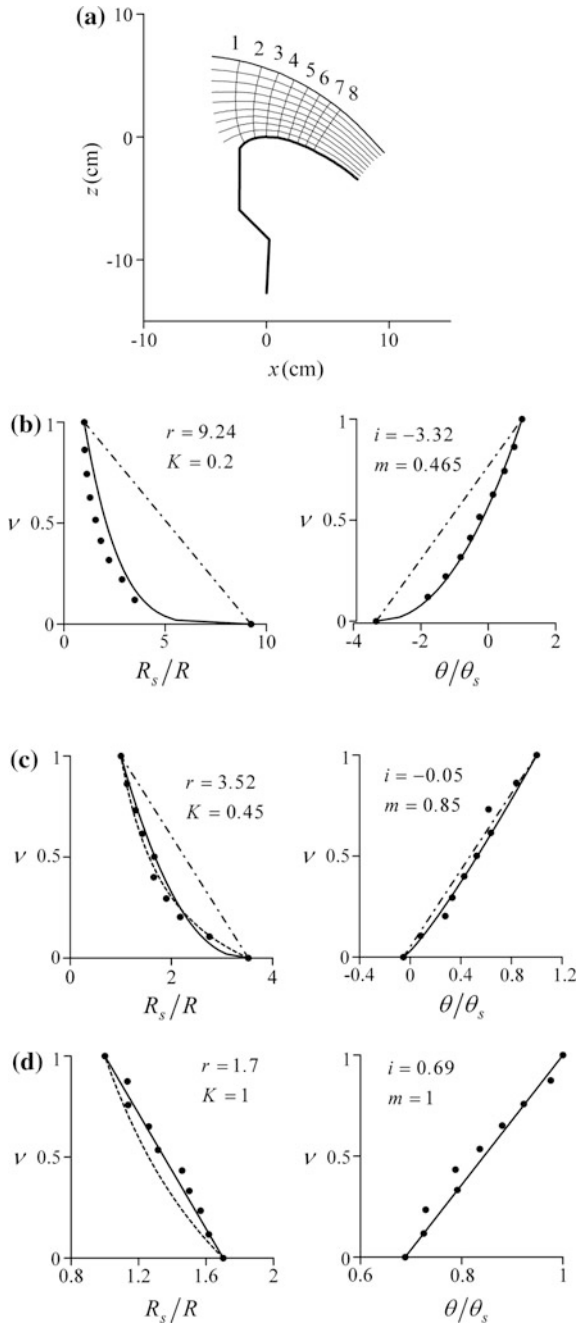 (a)
10
1 2 3 4 5 6 7 8
z (cm)
0
-10
-10 0 10
x (cm)
(b)
1
r = 9.24
K = 0.2
ν 0.5
0
0 5 10
R_s/R
1
i = −3.32
m = 0.465
ν 0.5
0
-4 -2 0 2
θ/θ_s
(c)
1
r = 3.52
K = 0.45
ν 0.5
0
0 2 4
R_s/R
1
i = −0.05
m = 0.85
ν 0.5
0
-0.4 0 0.4 0.8 1.2
θ/θ_s
(d)
1
r = 1.7
K = 1
ν 0.5
0
0.8 1.2 1.6 2
R_s/R
1
i = 0.69
m = 1
ν 0.5
0
0.6 0.8 1
θ/θ_s